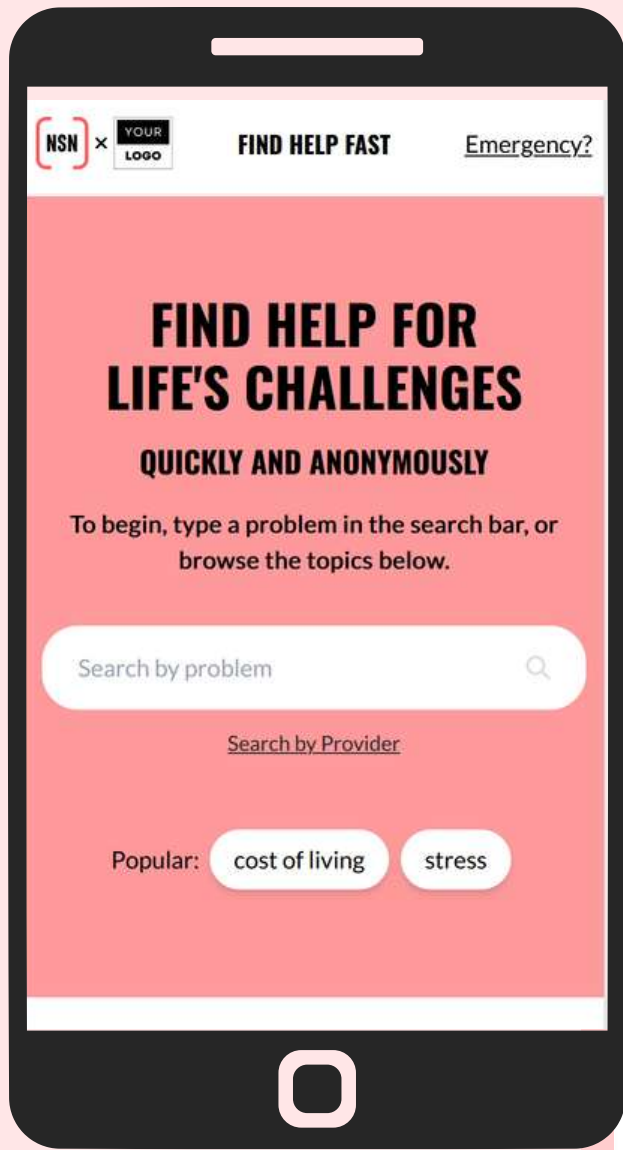 NSN × YOUR LOGO FIND HELP FAST Emergency?
FIND HELP FOR
LIFE'S CHALLENGES
QUICKLY AND ANONYMOUSLY
To begin, type a problem in the search bar, or
browse the topics below.
Search by problem
Search by Provider
Popular: cost of living stress